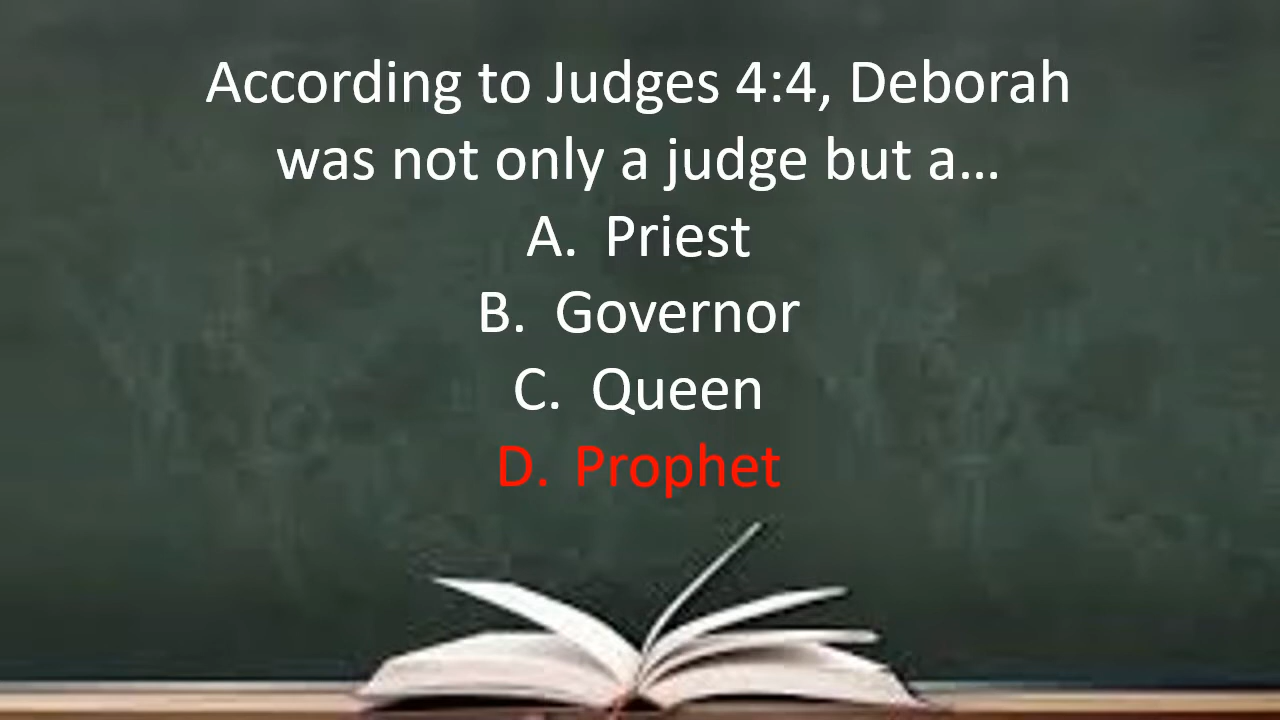 According to Judges 4:4, Deborah
was not only a judge but a…
A. Priest
B. Governor
C. Queen
D. Prophet